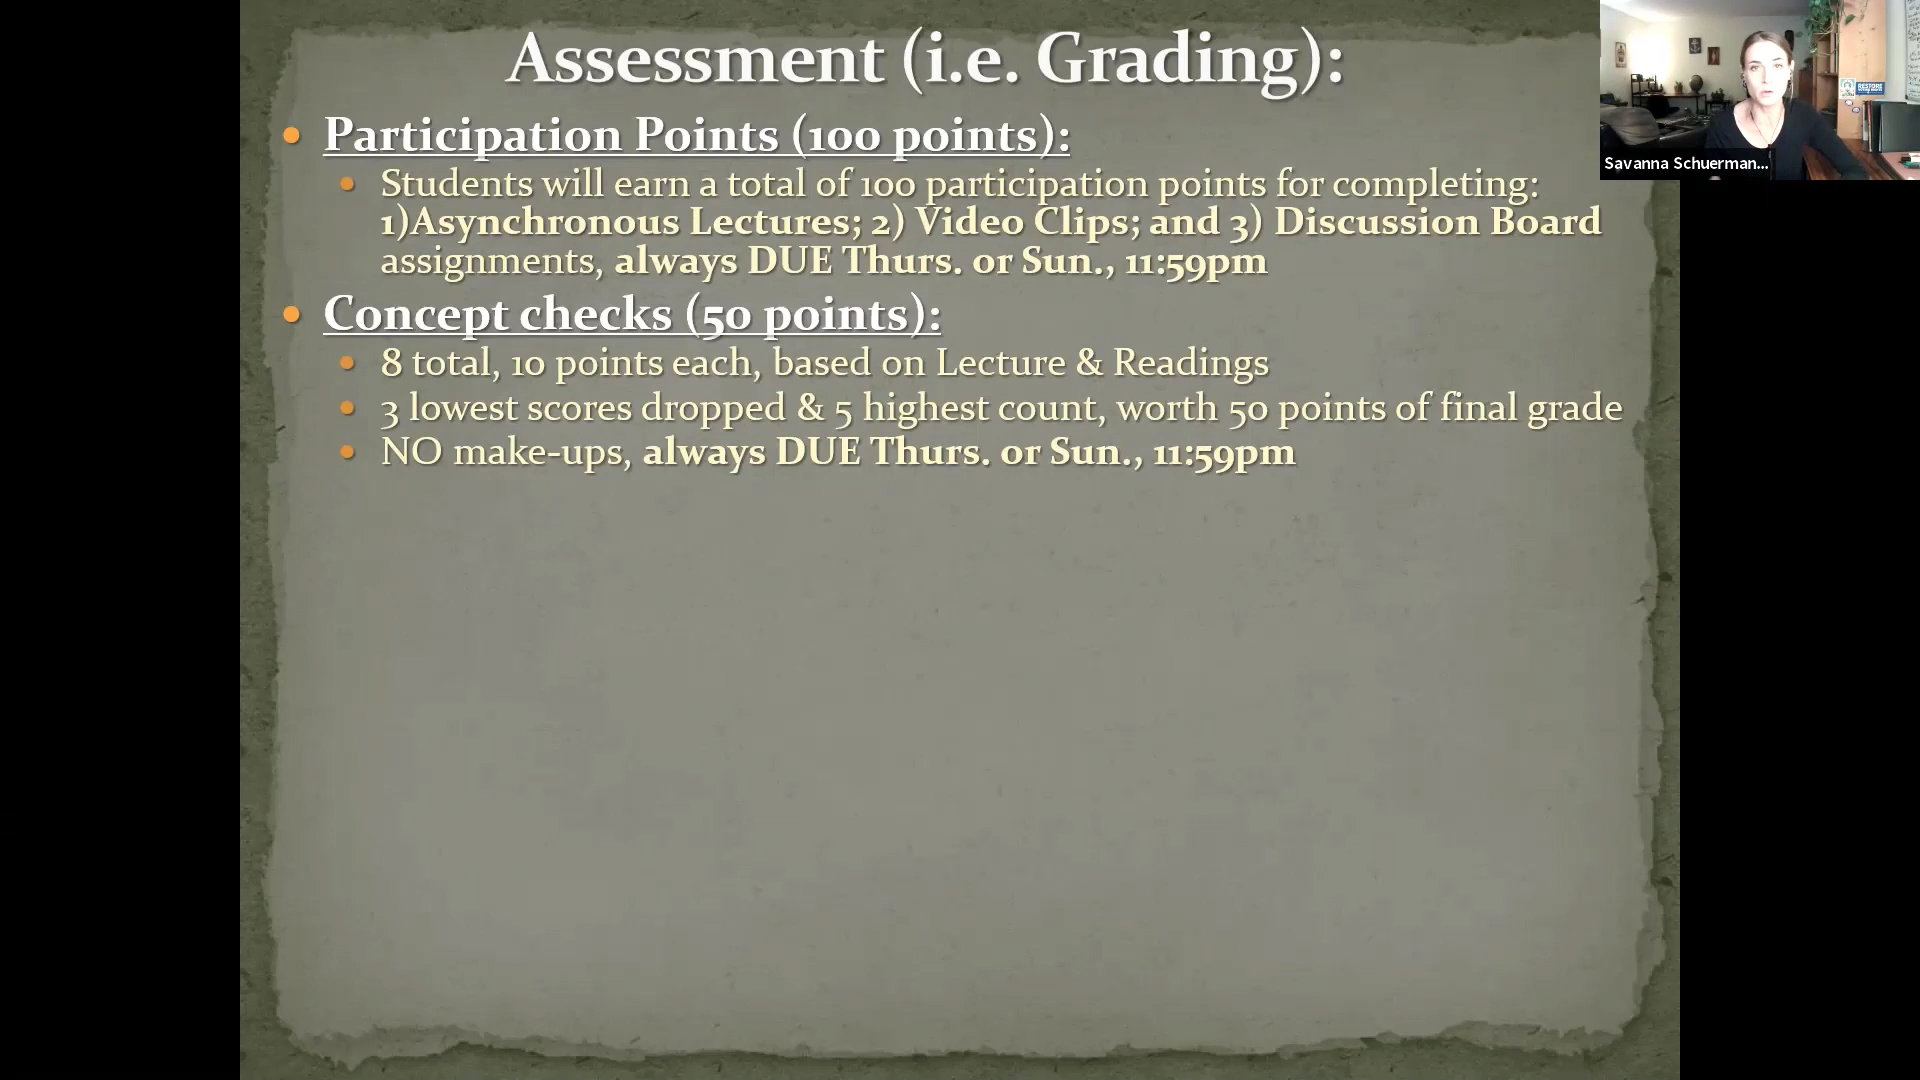 Assessment (i.e. Grading):
Participation Points (100 points):
Students will earn a total of 100 participation points for completing:
1)Asynchronous Lectures; 2) Video Clips; and 3) Discussion Board
assignments, always DUE Thurs. or Sun., 11:59pm
Concept checks (50 points):
8 total, 10 points each, based on Lecture & Readings
3 lowest scores dropped & 5 highest count, worth 50 points of final grade
NO make-ups, always DUE Thurs. or Sun., 11:59pm
Savanna Schuerman...
RESTORE